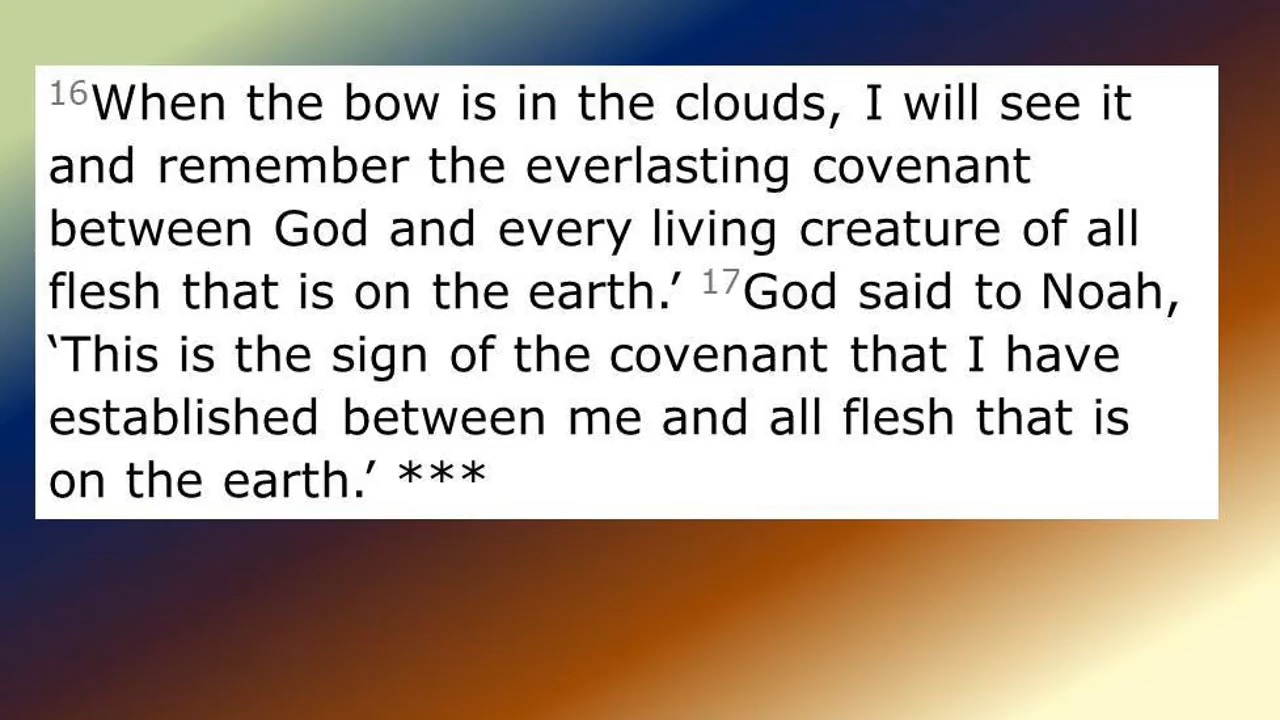 16When the bow is in the clouds, I will see it
and remember the everlasting covenant
between God and every living creature of all
flesh that is on the earth.’ 17God said to Noah,
‘This is the sign of the covenant that I have
established between me and all flesh that is
on the earth.’ ***